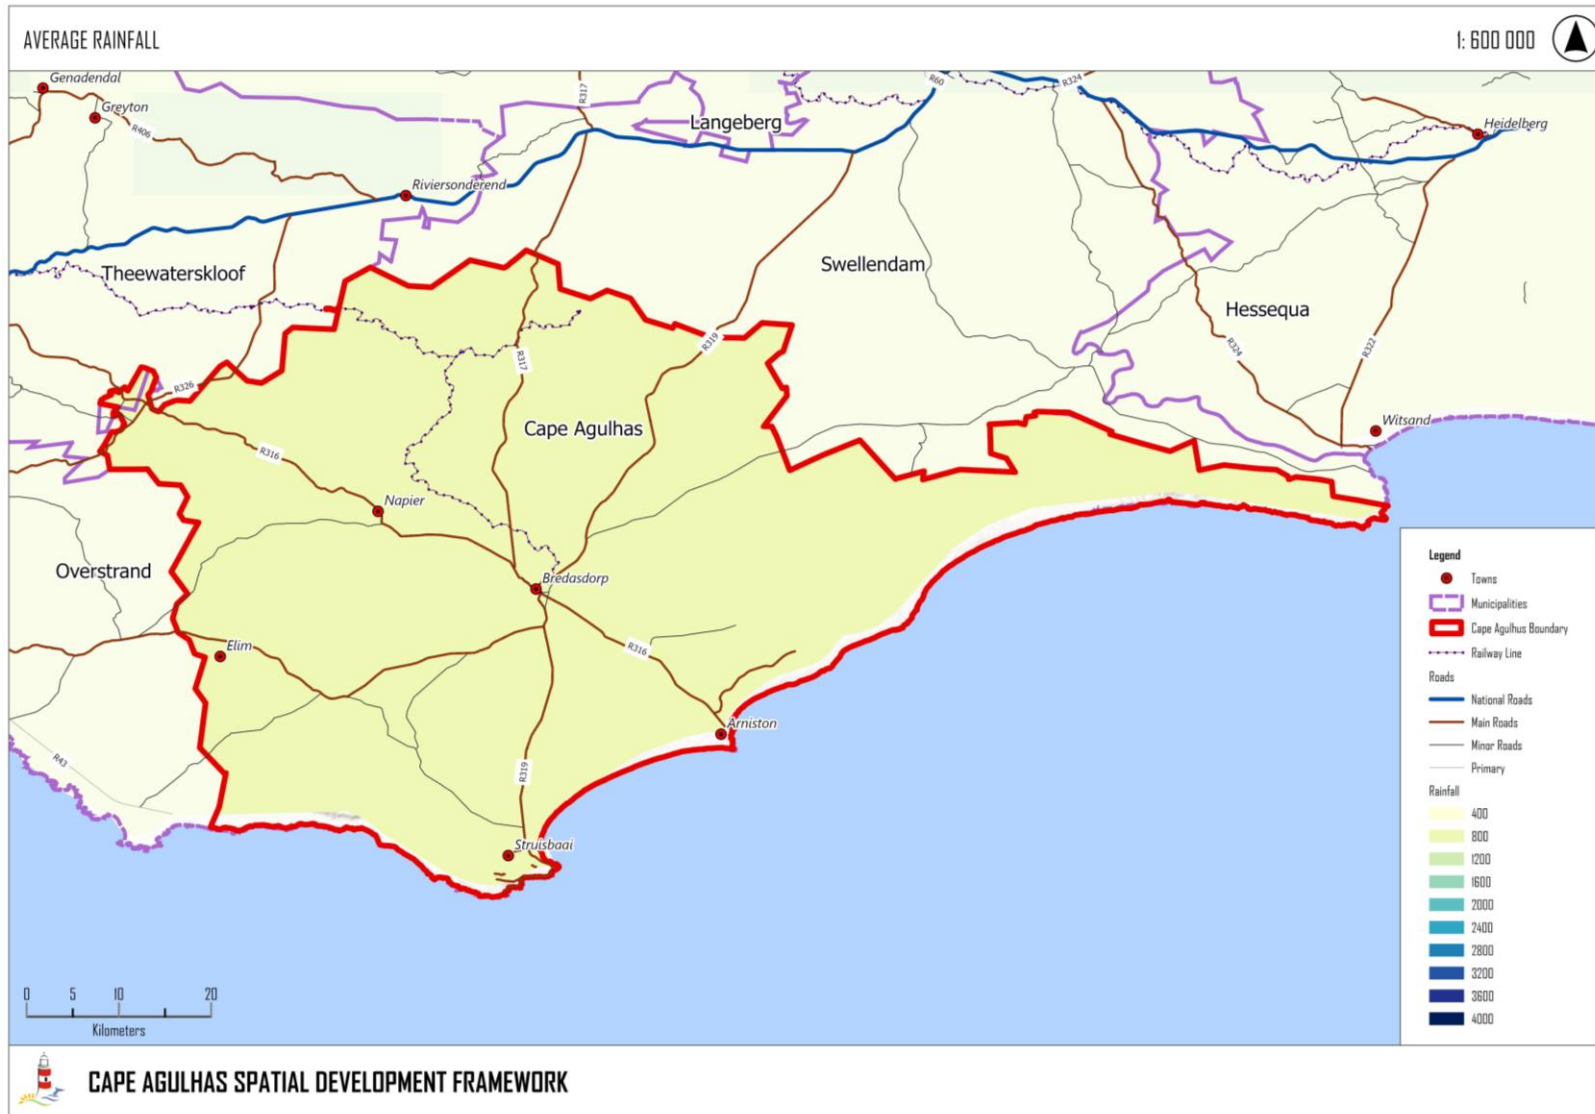 AVERAGE RAINFALL
1: 600 000
Genadendal
Greyton
R406
R317
R60
R324
Langeberg
Heidelberg
Riviersonderend
Theewaterskloof
Swellendam
Hessequa
R317
R319
R324
R322
R326
Cape Agulhas
Witsand
R316
Napier
Overstrand
Bredasdorp
Elim
R316
Arniston
R43
R319
Struisbaai
Legend
Towns
Municipalities
Cape Agulhus Boundary
Railway Line
Roads
National Roads
Main Roads
Minor Roads
Primary
Rainfall
400
800
1200
1600
2000
2400
2800
3200
3600
4000
0 5 10 20
Kilometers
CAPE AGULHAS SPATIAL DEVELOPMENT FRAMEWORK